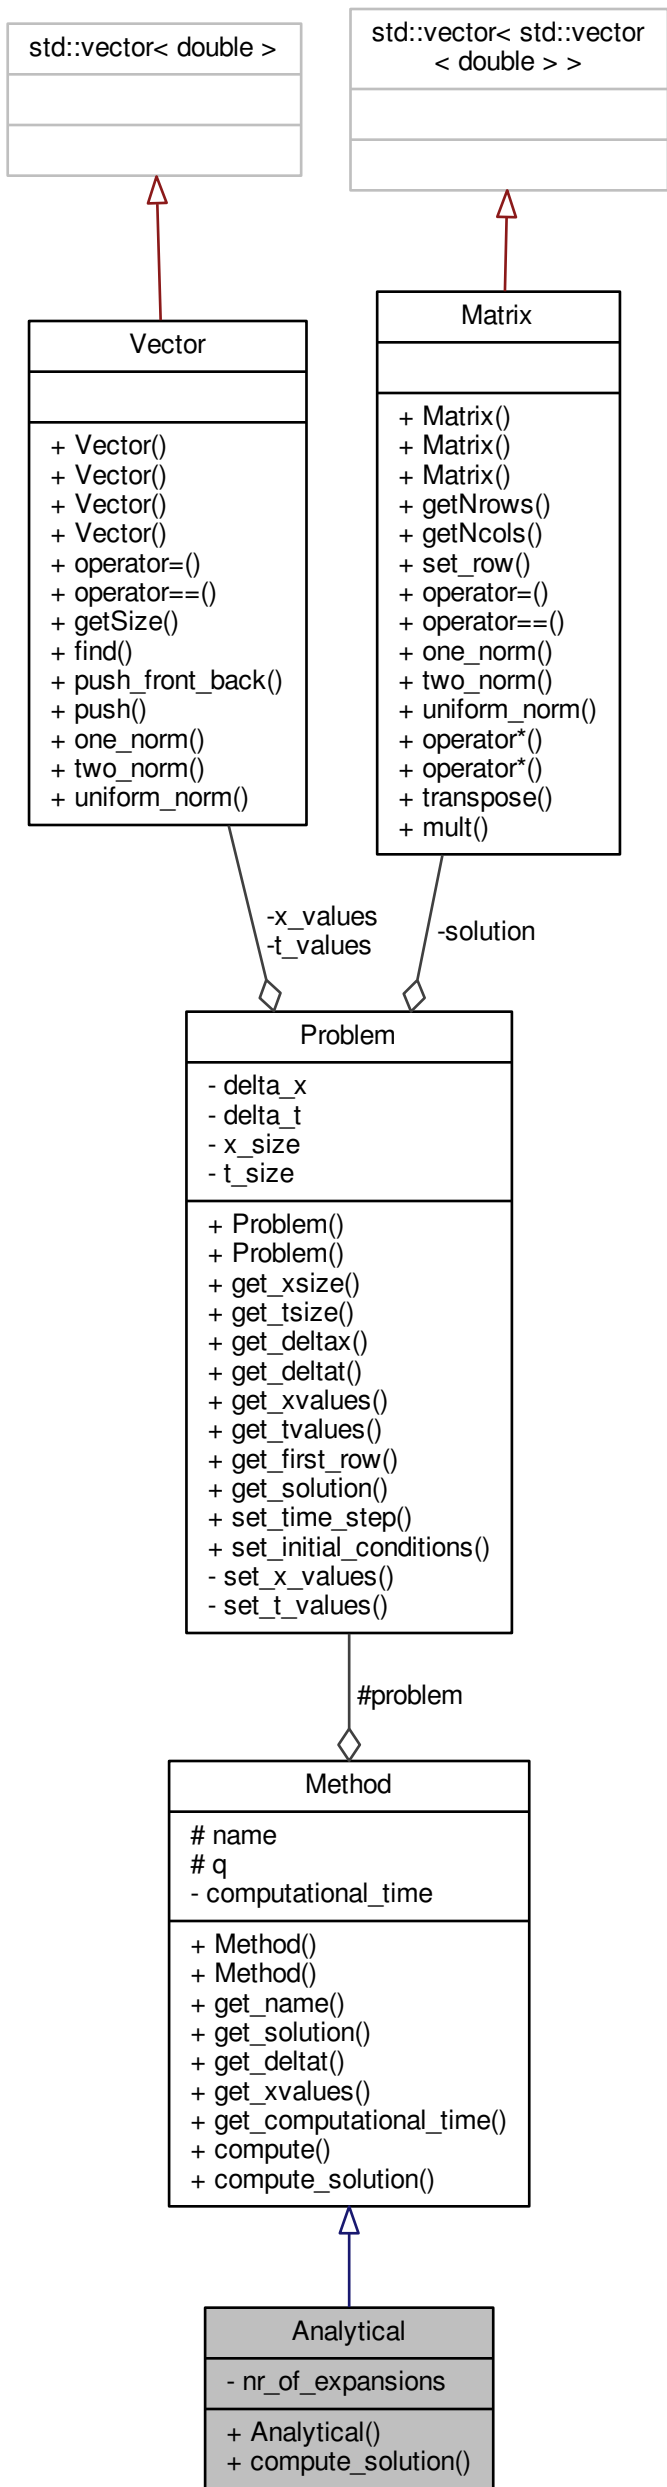 std::vector< double >
std::vector< std::vector
< double > >
Vector
+ Vector()
+ Vector()
+ Vector()
+ Vector()
+ operator=()
+ operator==()
+ getSize()
+ find()
+ push_front_back()
+ push()
+ one_norm()
+ two_norm()
+ uniform_norm()
Matrix
+ Matrix()
+ Matrix()
+ Matrix()
+ getNrows()
+ getNcols()
+ set_row()
+ operator=()
+ operator==()
+ one_norm()
+ two_norm()
+ uniform_norm()
+ operator*()
+ operator*()
+ transpose()
+ mult()
-x_values
-t_values
-solution
Problem
- delta_x
- delta_t
- x_size
- t_size
+ Problem()
+ Problem()
+ get_xsize()
+ get_tsize()
+ get_deltax()
+ get_deltat()
+ get_xvalues()
+ get_tvalues()
+ get_first_row()
+ get_solution()
+ set_time_step()
+ set_initial_conditions()
- set_x_values()
- set_t_values()
#problem
Method
# name
# q
- computational_time
+ Method()
+ Method()
+ get_name()
+ get_solution()
+ get_deltat()
+ get_xvalues()
+ get_computational_time()
+ compute()
+ compute_solution()
Analytical
- nr_of_expansions
+ Analytical()
+ compute_solution()